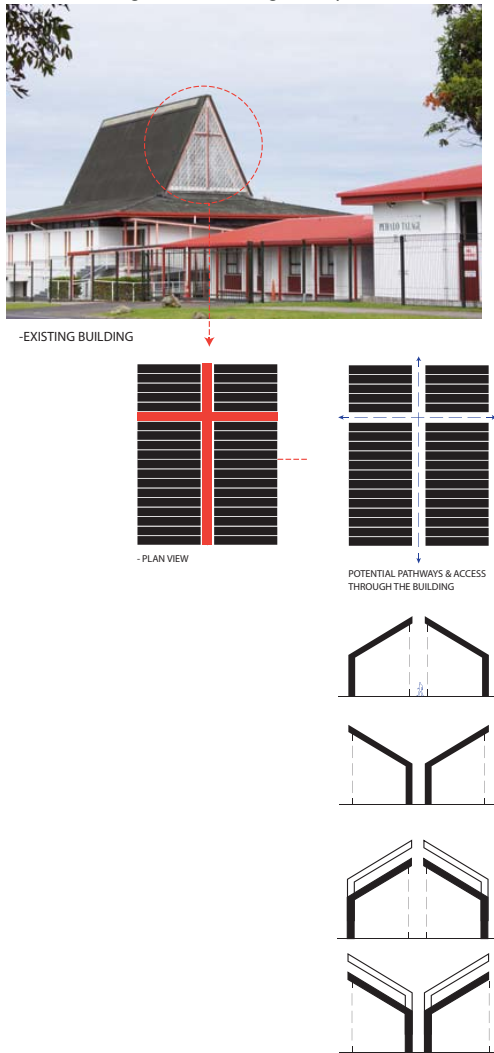 -EXISTING BUILDING
- PLAN VIEW
POTENTIAL PATHWAYS & ACCESS
THROUGH THE BUILDING